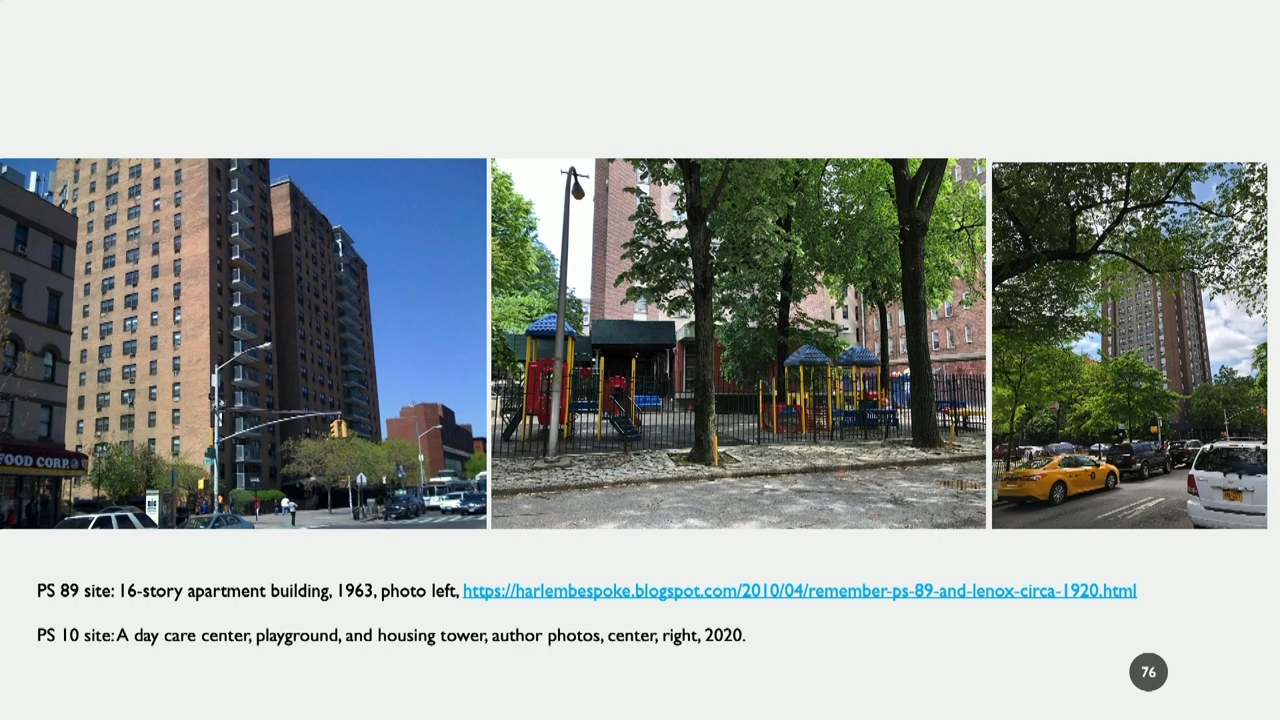 FOOD CORP.
PS 89 site: 16-story apartment building, 1963, photo left, https://harlembespoke.blogspot.com/2010/04/remember-ps-89-and-lenox-circa-1920.html
PS 10 site: A day care center, playground, and housing tower, author photos, center, right, 2020.
76